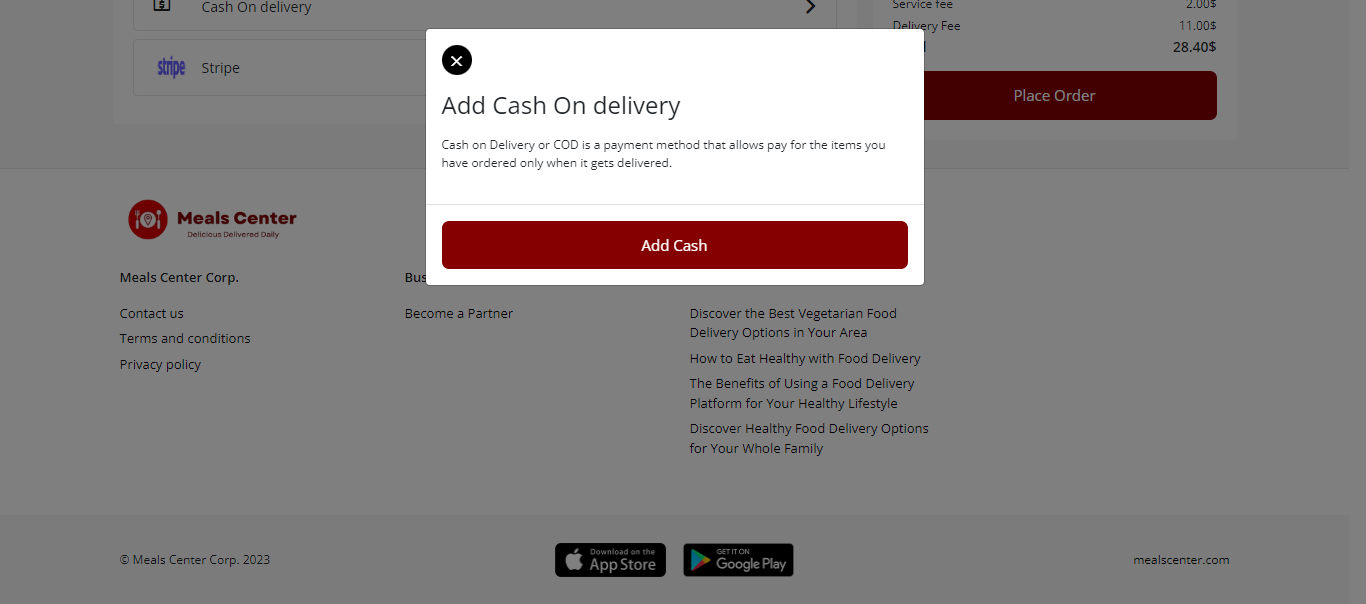 Cash On delivery
Stripe
stripe
Service fee 2.00$
Delivery Fee 11.00$
28.40$
Place Order
Add Cash On delivery
Cash on Delivery or COD is a payment method that allows pay for the items you
have ordered only when it gets delivered.
Add Cash
Meals Center
Delicious Delivered Daily
Meals Center Corp.
Contact us
Terms and conditions
Privacy policy
Bus
Become a Partner
Discover the Best Vegetarian Food
Delivery Options in Your Area
How to Eat Healthy with Food Delivery
The Benefits of Using a Food Delivery
Platform for Your Healthy Lifestyle
Discover Healthy Food Delivery Options
for Your Whole Family
© Meals Center Corp. 2023
Download on the
App Store
GET IT ON
Google Play
mealscenter.com